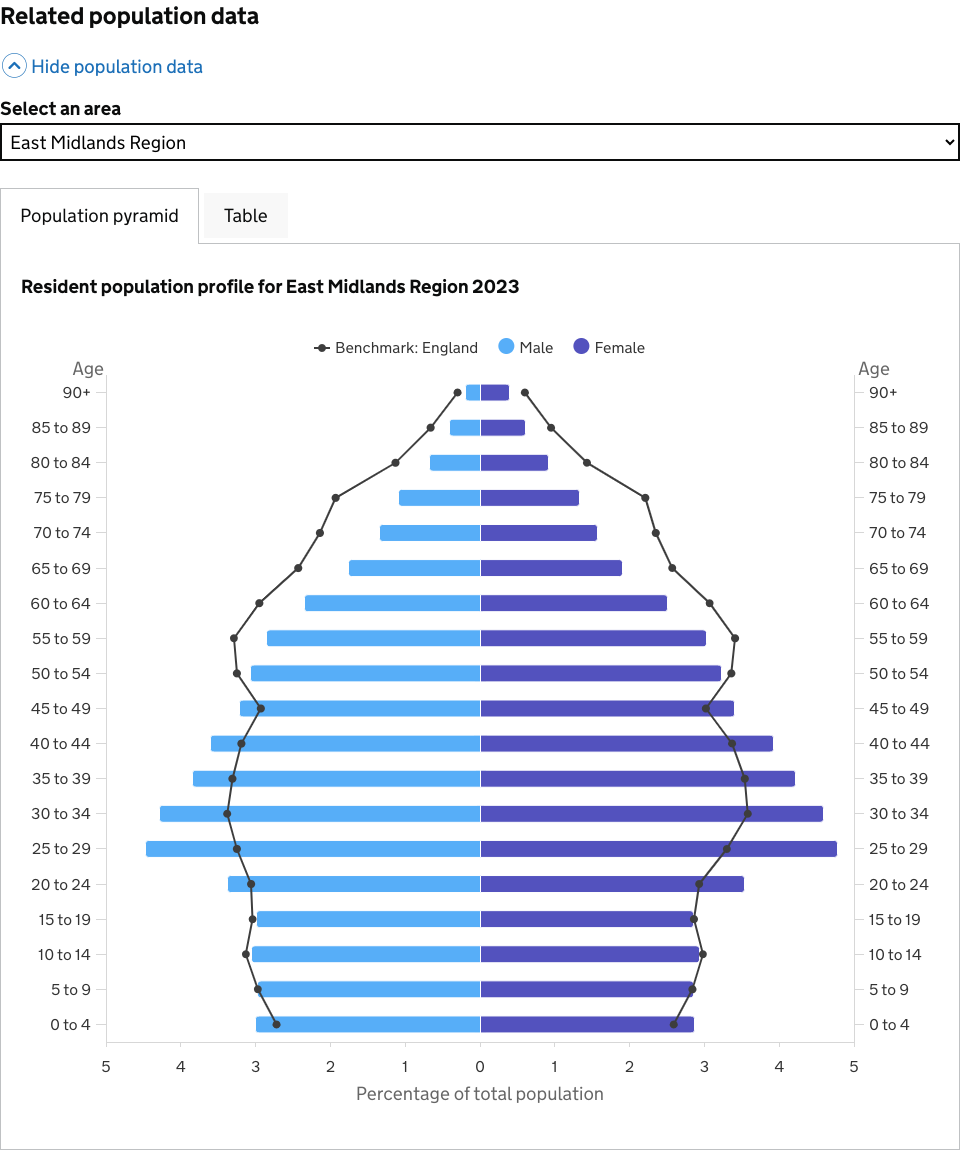 Related population data
Hide population data
Select an area
East Midlands Region
Population pyramid
Table
Resident population profile for East Midlands Region 2023
Benchmark: England Male Female
Age Age
90+ 90+
85 to 89 85 to 89
80 to 84 80 to 84
75 to 79 75 to 79
70 to 74 70 to 74
65 to 69 65 to 69
60 to 64 60 to 64
55 to 59 55 to 59
50 to 54 50 to 54
45 to 49 45 to 49
40 to 44 40 to 44
35 to 39 35 to 39
30 to 34 30 to 34
25 to 29 25 to 29
20 to 24 20 to 24
15 to 19 15 to 19
10 to 14 10 to 14
5 to 9 5 to 9
0 to 4 0 to 4
5 4 3 2 1 0 1 2 3 4 5
Percentage of total population